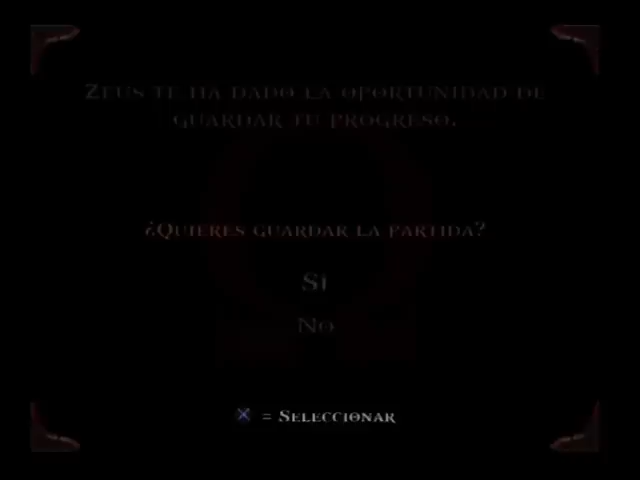 Zeus te ha dado la oportunidad de
guardar tu progreso.
¿Quieres guardar la partida?
Sí
No
= Seleccionar